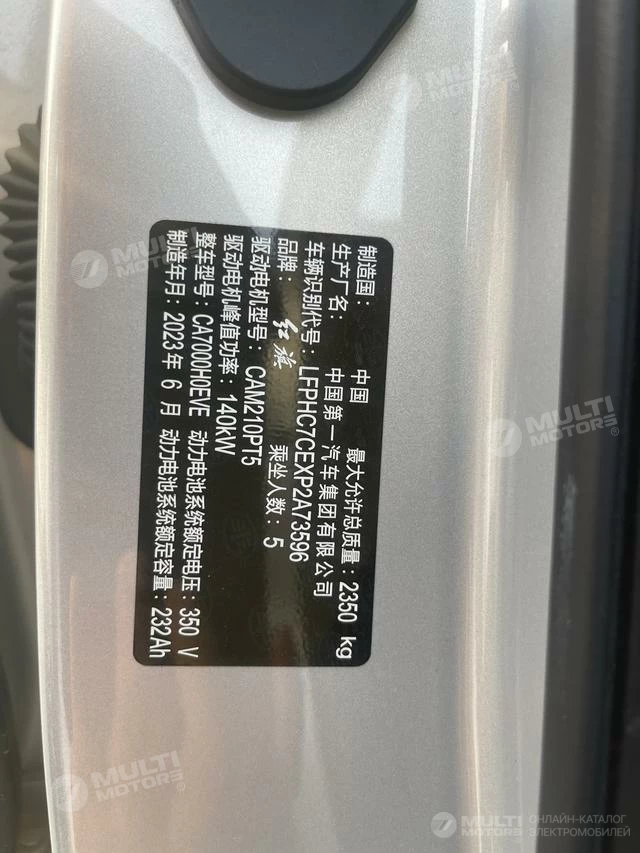 制造国: 中国 最大允许总质量: 2350 kg
生产厂名: 中国第一汽车集团有限公司
车辆识别代号: LFPHC7CEXP2A73596
品牌: 红旗 乘坐人数: 5
驱动电机型号: CAM210PT5
驱动电机峰值功率: 140kW
整车型号: CA7000H0EVE 动力电池系统额定电压: 350 V
制造年月: 2023年 6 月 动力电池系统额定容量: 232Ah
MULTI MOTORS
MULTI MOTORS
MULTI MOTORS
MULTI MOTORS
MULTI MOTORS ОНЛАЙН-КАТАЛОГ ЭЛЕКТРОМОБИЛЕЙ